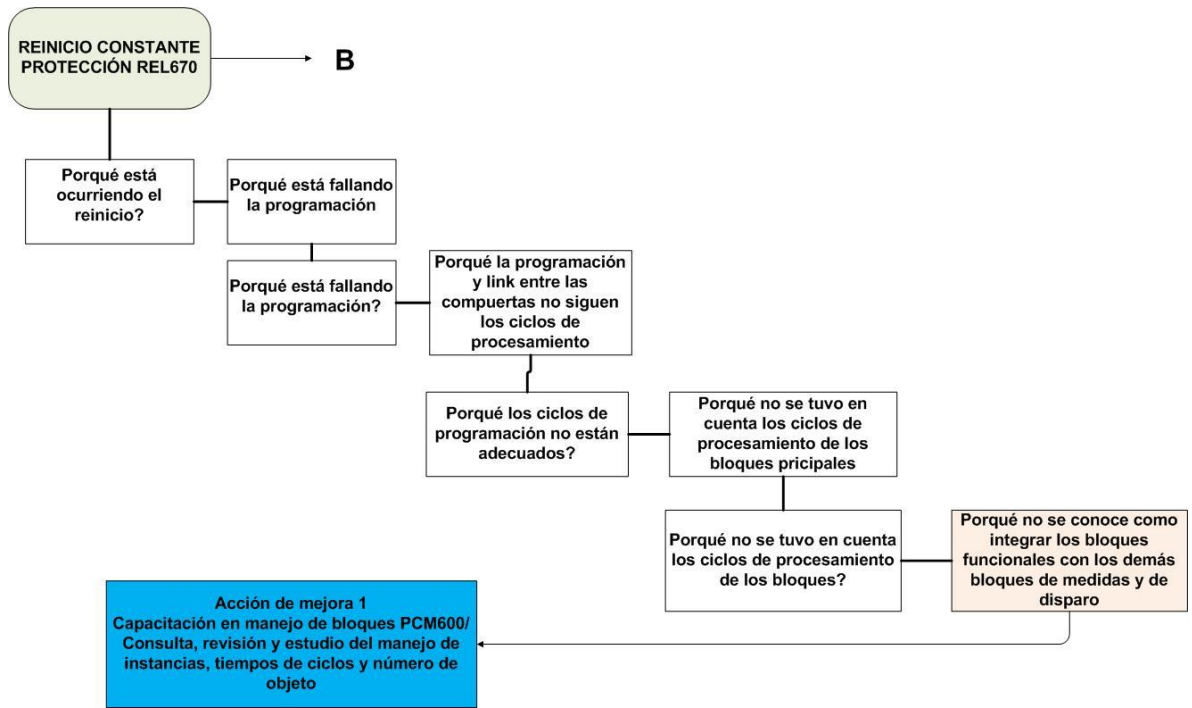 REINICIO CONSTANTE
PROTECCIÓN REL670
B
Porqué está
ocurriendo el
reinicio?
Porqué está fallando
la programación
Porqué está fallando
la programación?
Porqué la programación
y link entre las
compuertas no siguen
los ciclos de
procesamiento
Porqué los ciclos de
programación no están
adecuados?
Porqué no se tuvo en
cuenta los ciclos de
procesamiento de los
bloques pricipales
Porqué no se tuvo en cuenta
los ciclos de procesamiento
de los bloques?
Porqué no se conoce como
integrar los bloques
funcionales con los demás
bloques de medidas y de
disparo
Acción de mejora 1
Capacitación en manejo de bloques PCM600/
Consulta, revisión y estudio del manejo de
instancias, tiempos de ciclos y número de
objeto